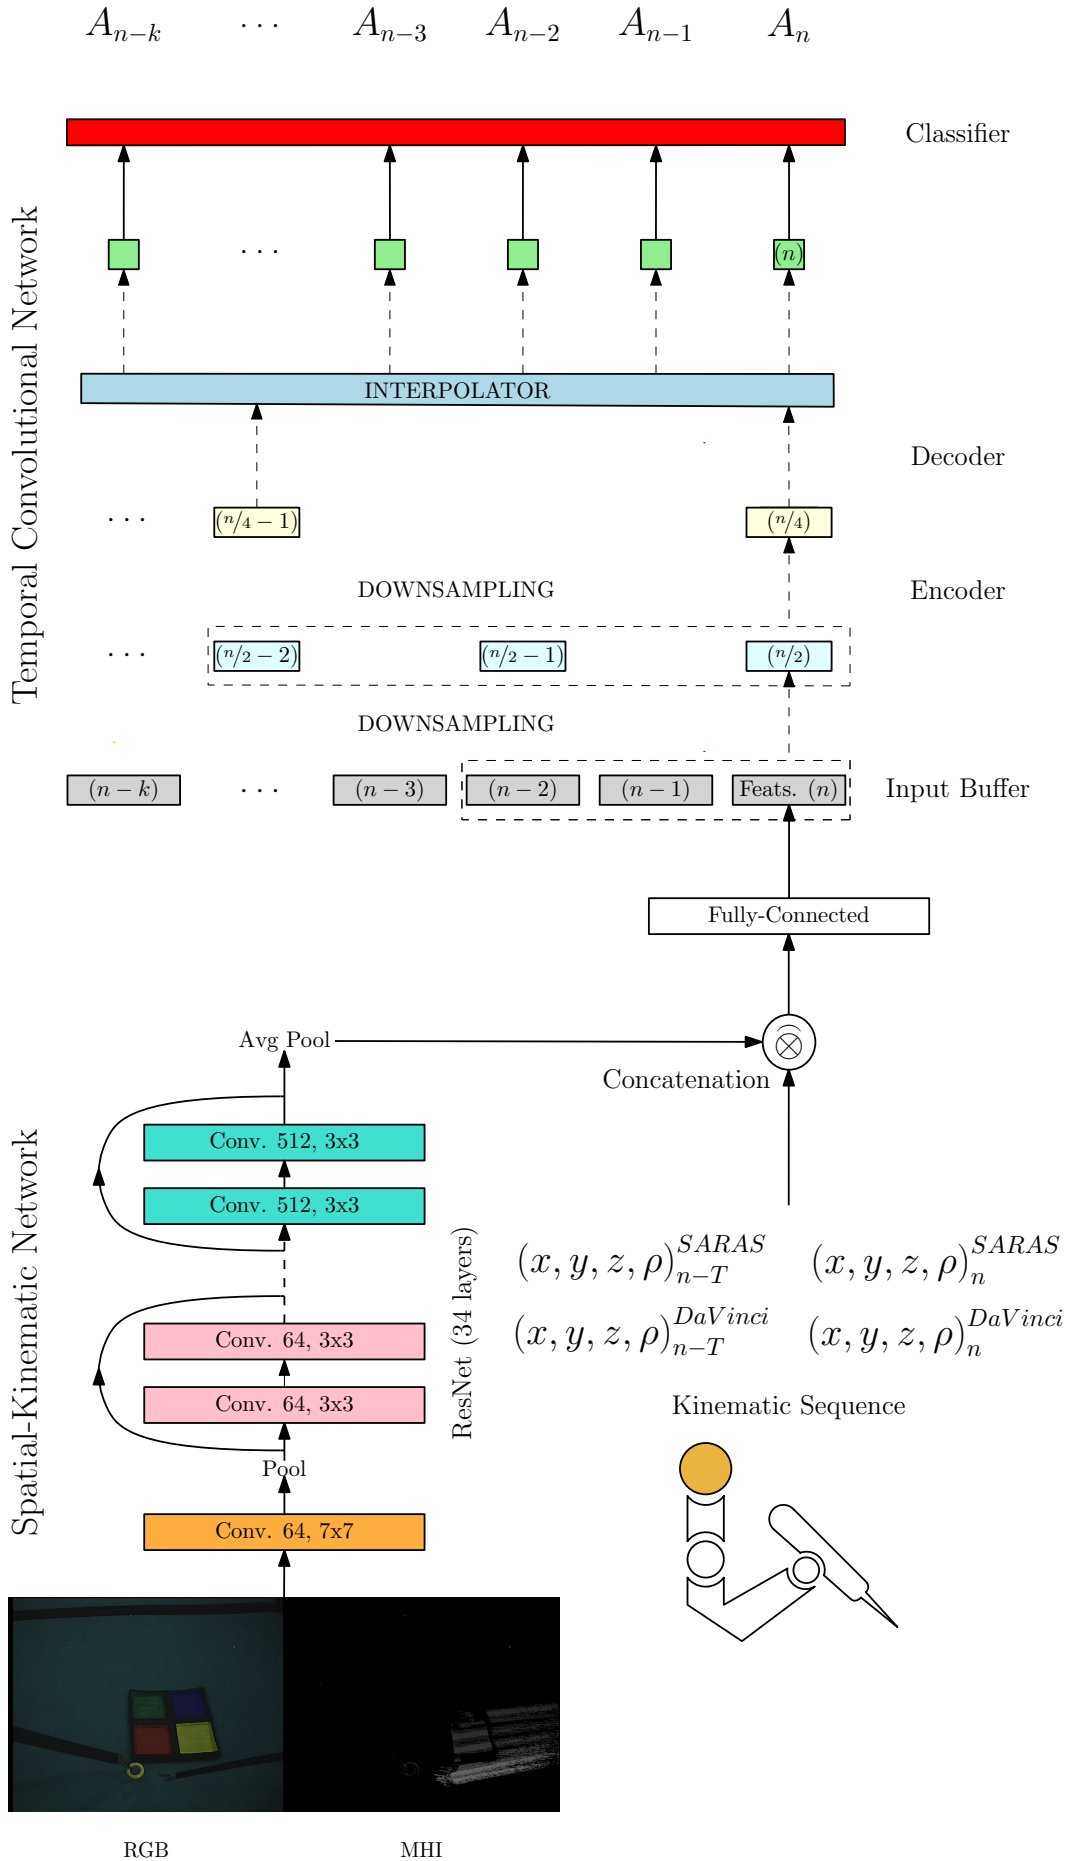 A_{n-k} ⋯ A_{n-3} A_{n-2} A_{n-1} A_n
Classifier
⋯ (n)
Temporal Convolutional Network
INTERPOLATOR
Decoder
⋯ (n/4 − 1) (n/4)
DOWNSAMPLING
Encoder
⋯ (n/2 − 2) (n/2 − 1) (n/2)
DOWNSAMPLING
(n − k) ⋯ (n − 3) (n − 2) (n − 1) Feats. (n) Input Buffer
Fully-Connected
Avg Pool
Concatenation
Spatial-Kinematic Network
Conv. 512, 3x3
Conv. 512, 3x3
ResNet (34 layers)
(x, y, z, ρ)_{n−T}^{SARAS} (x, y, z, ρ)_n^{SARAS}
(x, y, z, ρ)_{n−T}^{DaVinci} (x, y, z, ρ)_n^{DaVinci}
Conv. 64, 3x3
Conv. 64, 3x3
Kinematic Sequence
Pool
Conv. 64, 7x7
RGB MHI